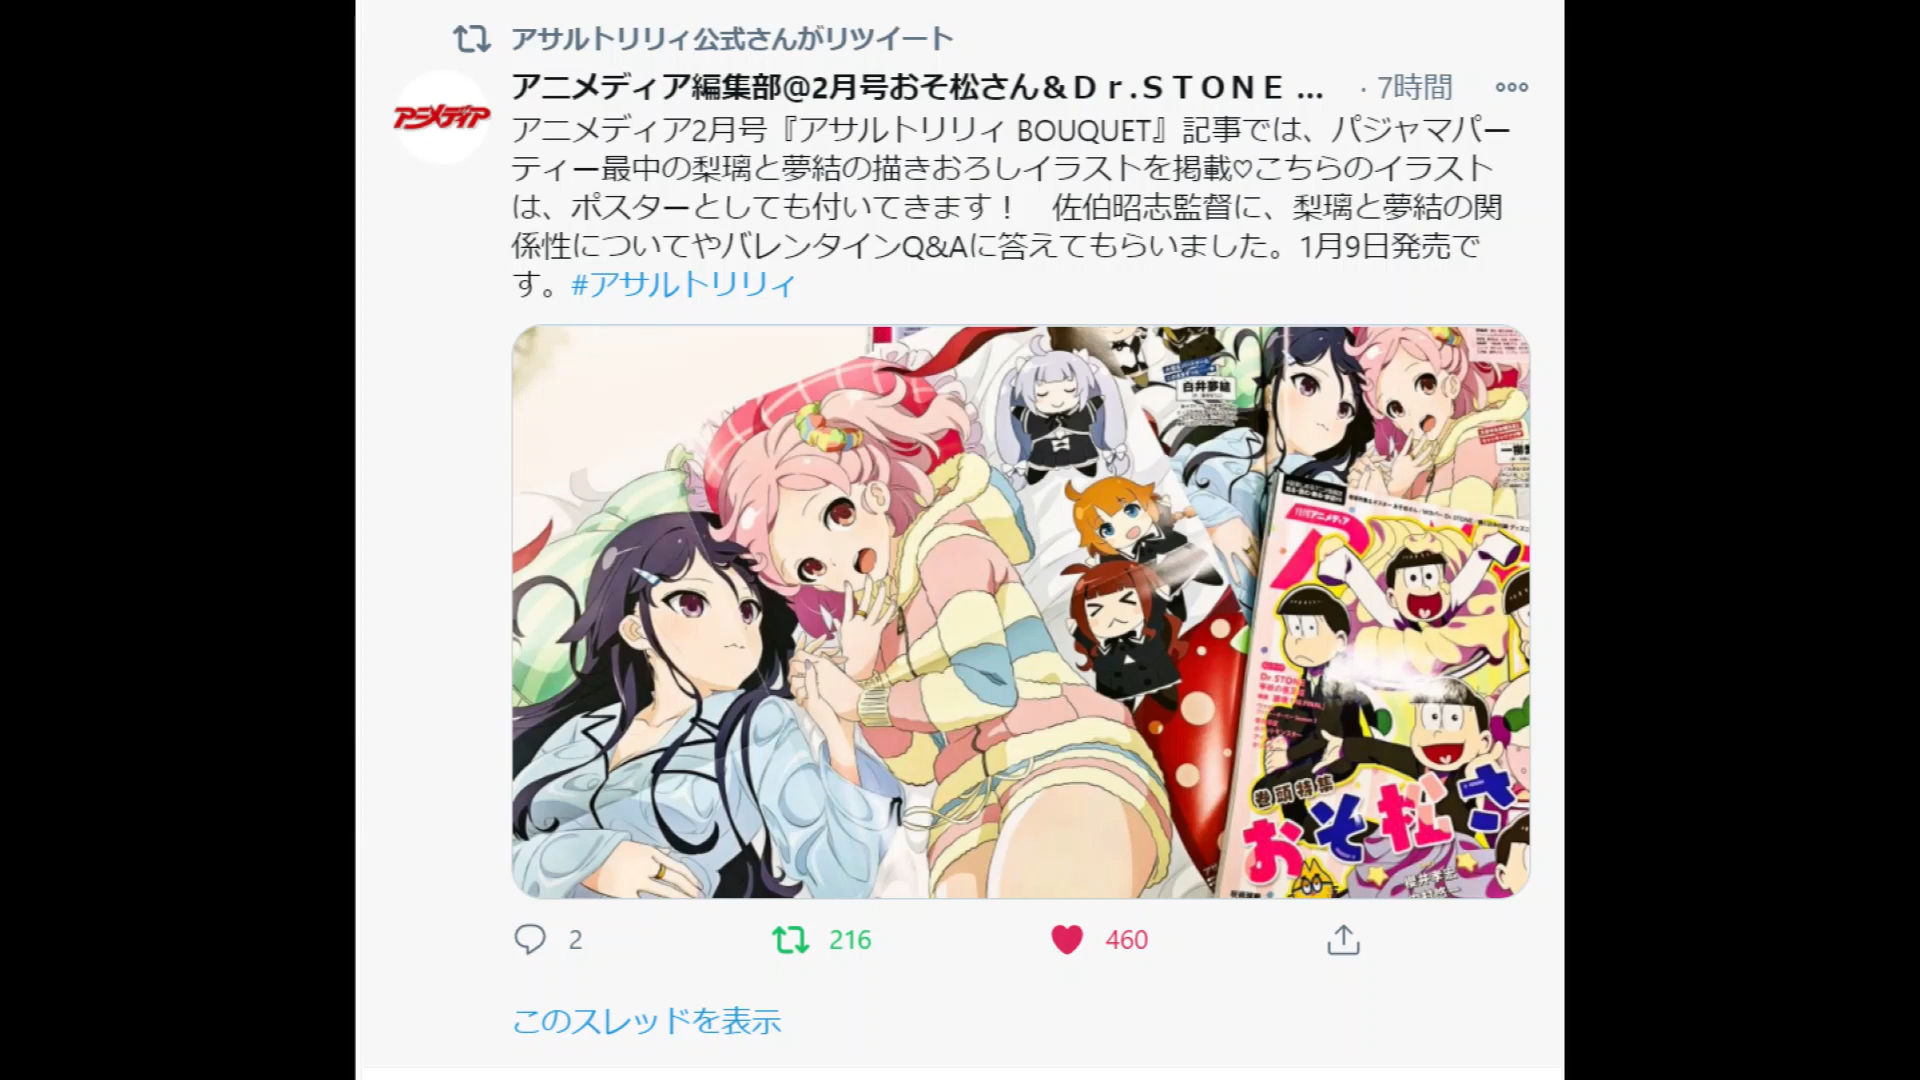 アサルトリリィ公式さんがリツイート
アニメディア編集部@2月号おそ松さん＆Ｄｒ.ＳＴＯＮＥ ... · 7時間
アニメディア
アニメディア2月号『アサルトリリィ BOUQUET』記事では、パジャマパー
ティー最中の梨璃と夢結の描きおろしイラストを掲載♡こちらのイラスト
は、ポスターとしても付いてきます！　佐伯昭志監督に、梨璃と夢結の関
係性についてやバレンタインQ&Aに答えてもらいました。1月9日発売で
す。#アサルトリリィ
白井夢結
月刊アニメディア
Dr.STONE
巻頭特集
おそ松さ
2
216
460
このスレッドを表示